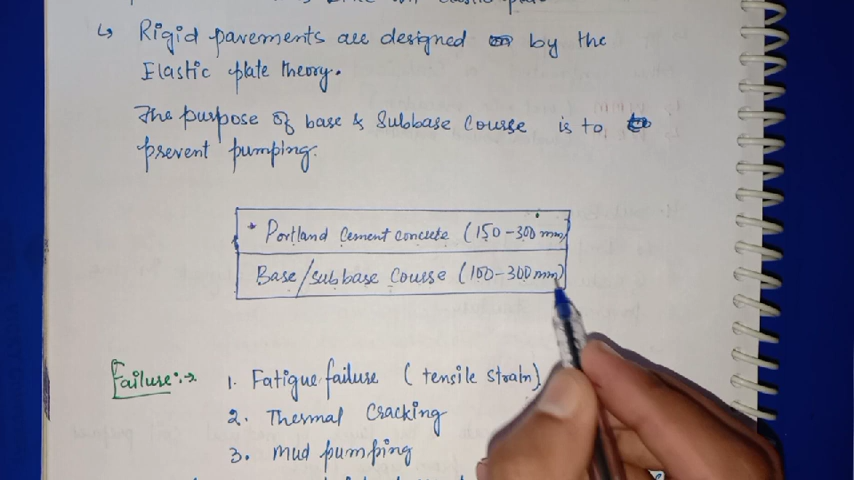 ↳ Rigid pavements are designed by the
Elastic plate theory.
The purpose of base & Subbase Course is to
prevent pumping.
* Portland Cement concrete (150-300 mm)
Base/subbase Course (100-300 mm)
Failure:→ 1. Fatigue failure (tensile strain)
2. Thermal Cracking
3. Mud pumping